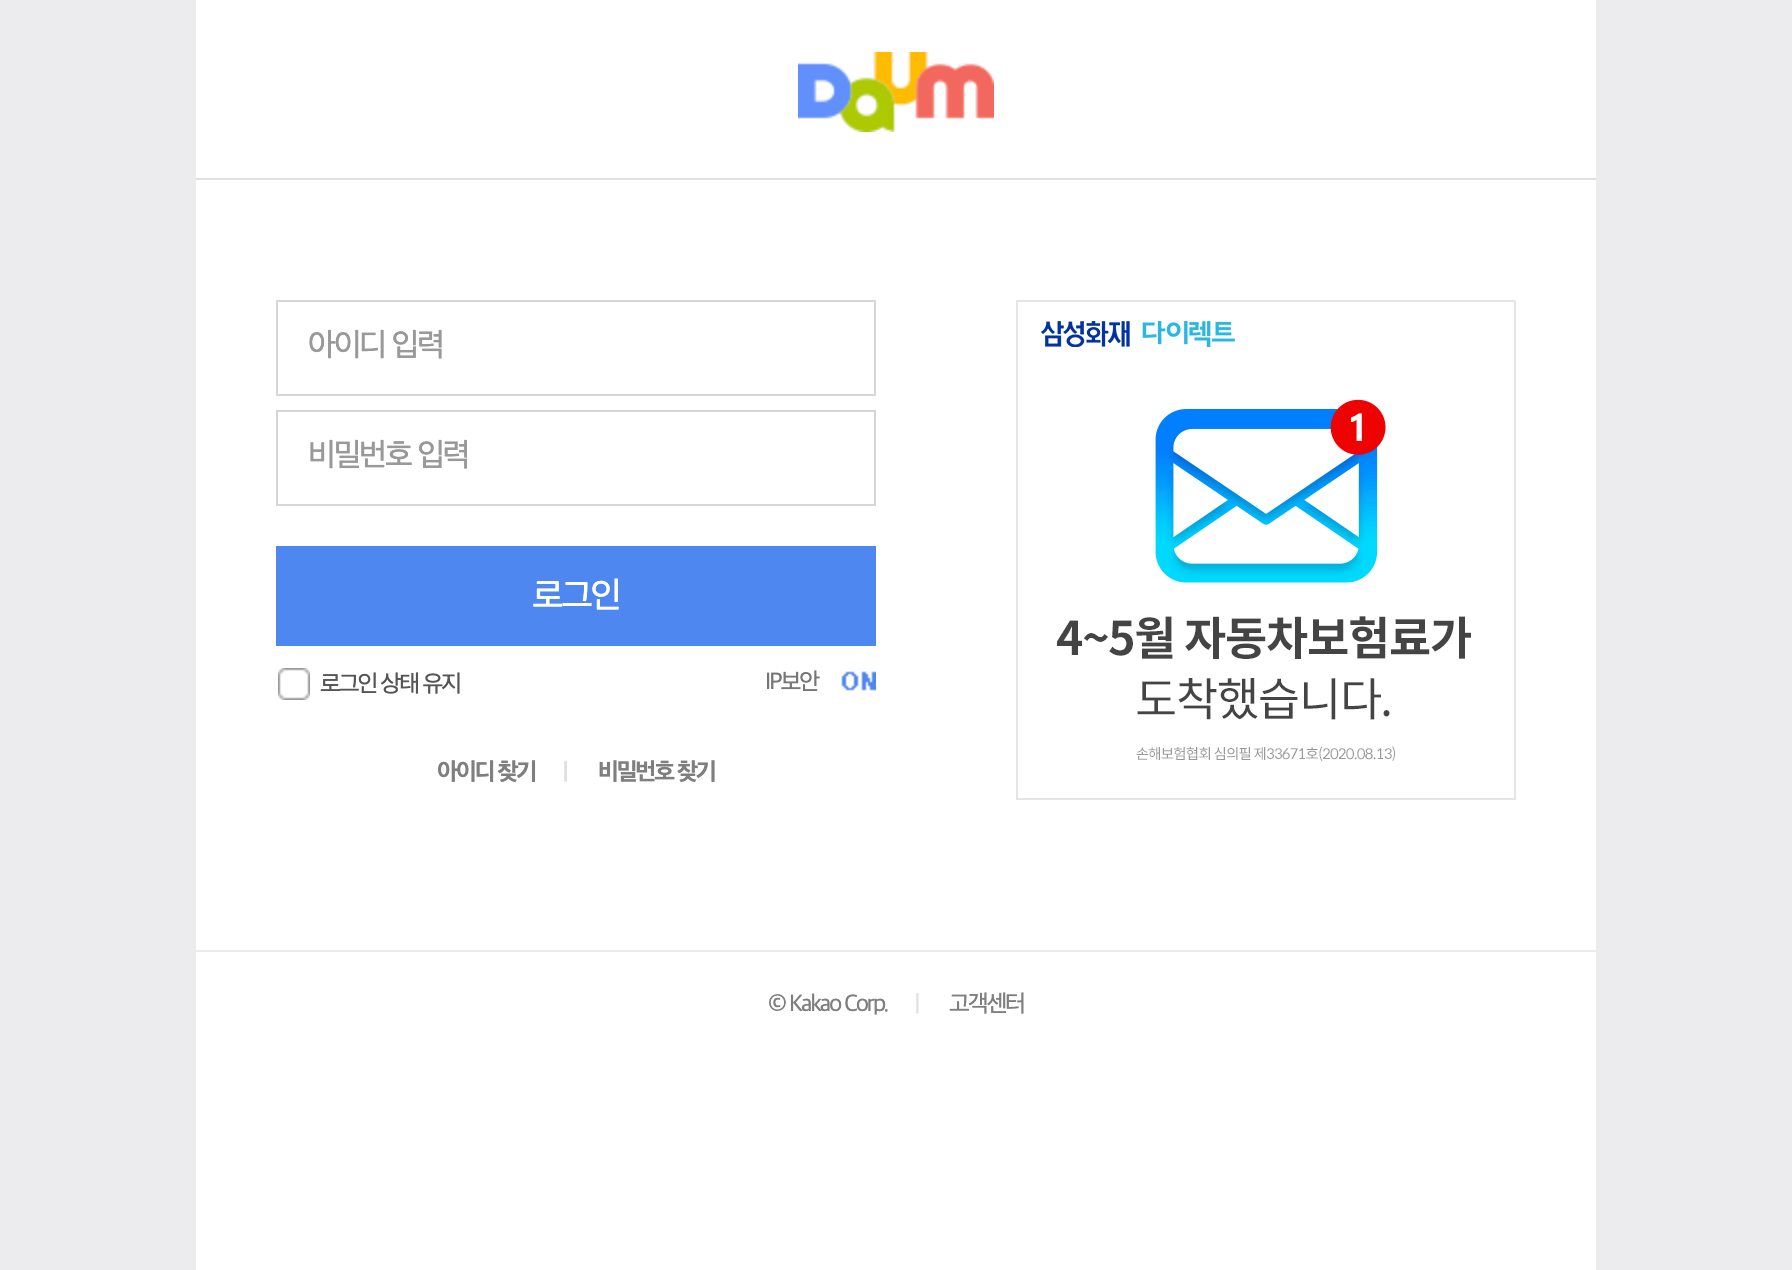 Daum
아이디 입력
비밀번호 입력
로그인
로그인 상태 유지
IP보안 ON
아이디 찾기 | 비밀번호 찾기
삼성화재 다이렉트
1
4~5월 자동차보험료가
도착했습니다.
손해보험협회 심의필 제33671호(2020.08.13)
© Kakao Corp. | 고객센터